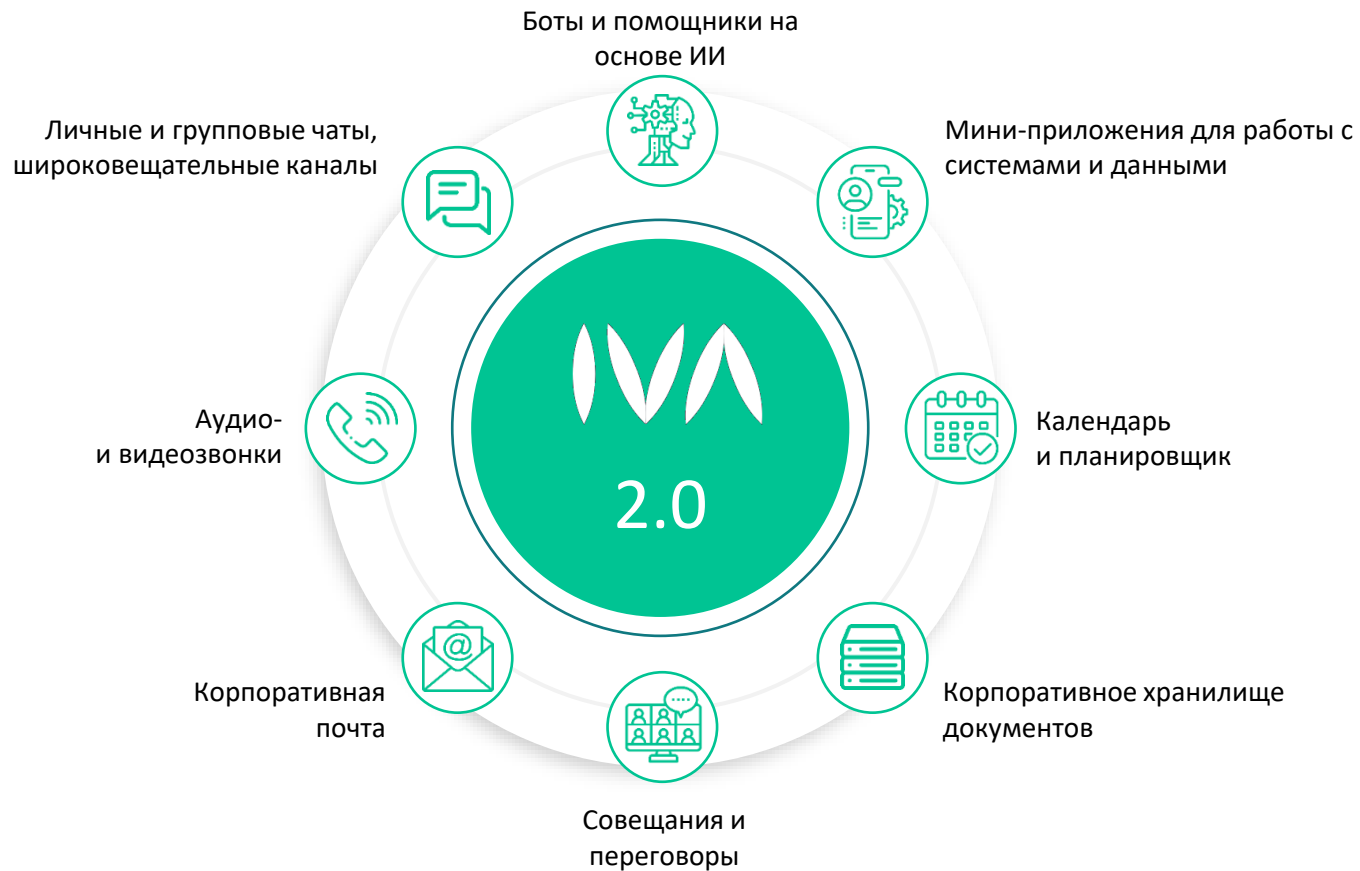 Боты и помощники на
основе ИИ
Личные и групповые чаты,
широковещательные каналы
Мини-приложения для работы с
системами и данными
Аудио-
и видеозвонки
IVA
2.0
Календарь
и планировщик
Корпоративная
почта
Корпоративное хранилище
документов
Совещания и
переговоры